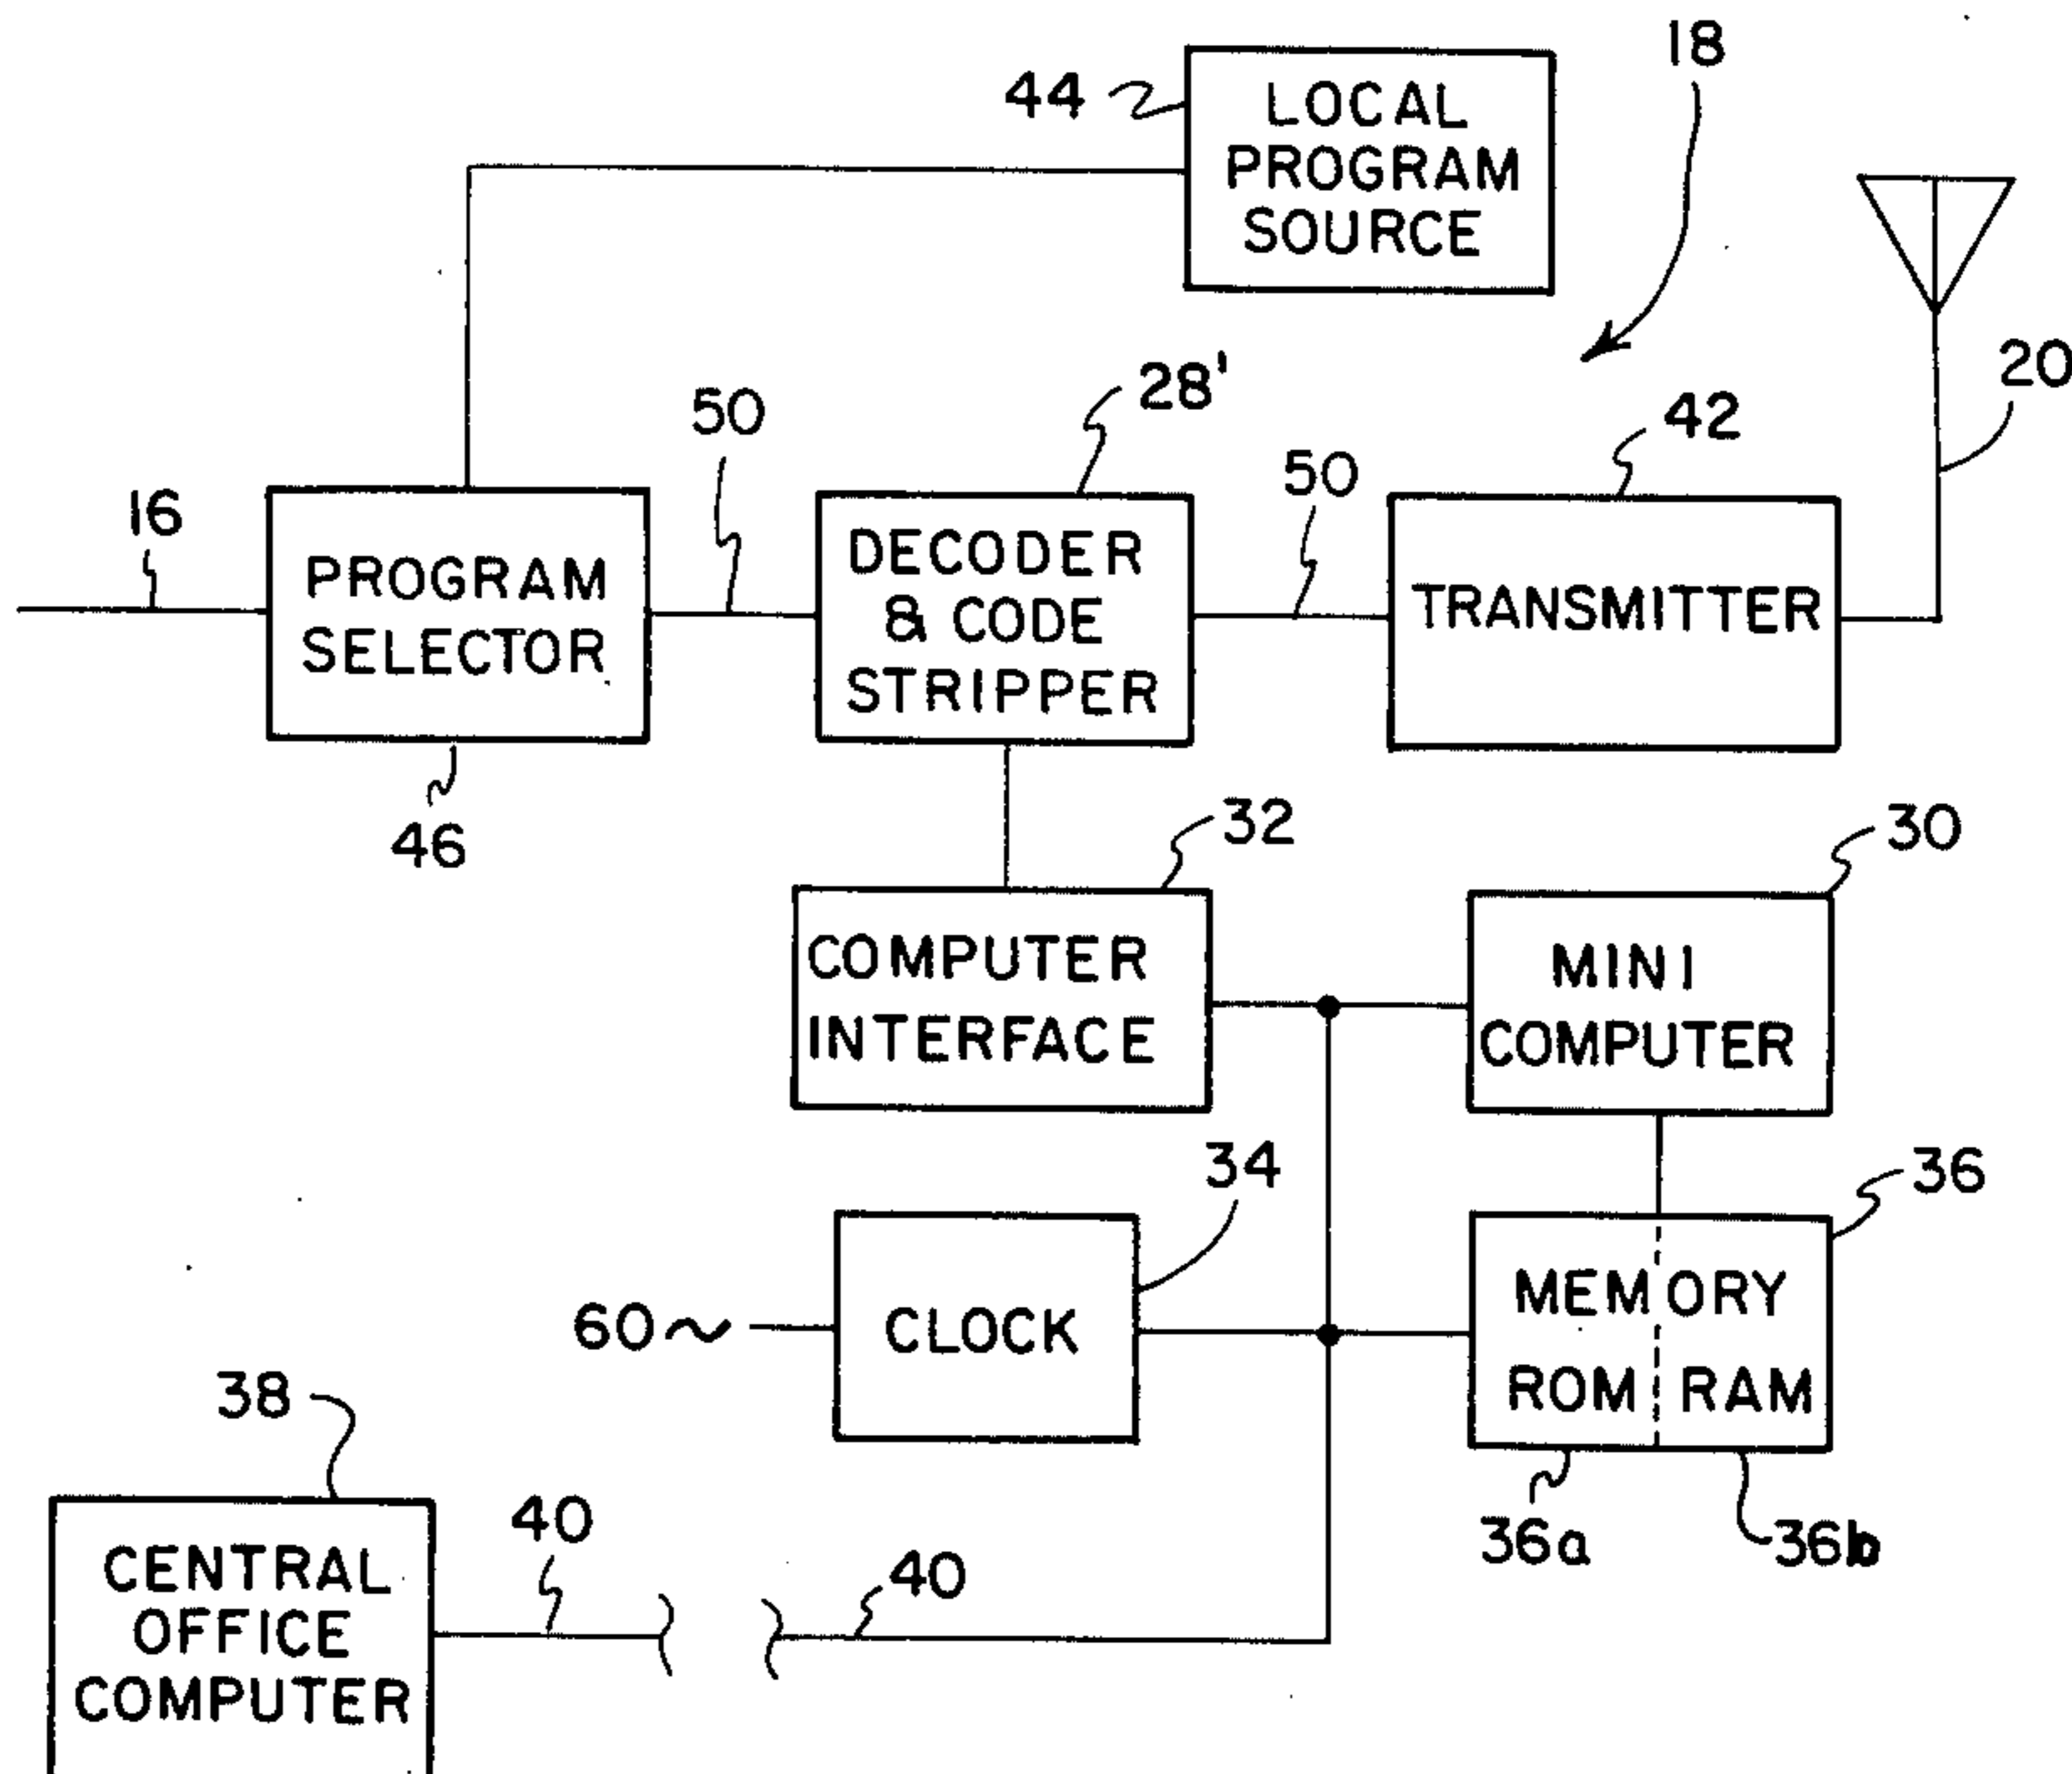 18
44
LOCAL
PROGRAM
SOURCE
20
28'
50
42
50
16
PROGRAM
SELECTOR
DECODER
& CODE
STRIPPER
TRANSMITTER
46
32
30
COMPUTER
INTERFACE
MINI
COMPUTER
34
36
60~
CLOCK
MEMORY
ROM RAM
38
40
40
36a
36b
CENTRAL
OFFICE
COMPUTER